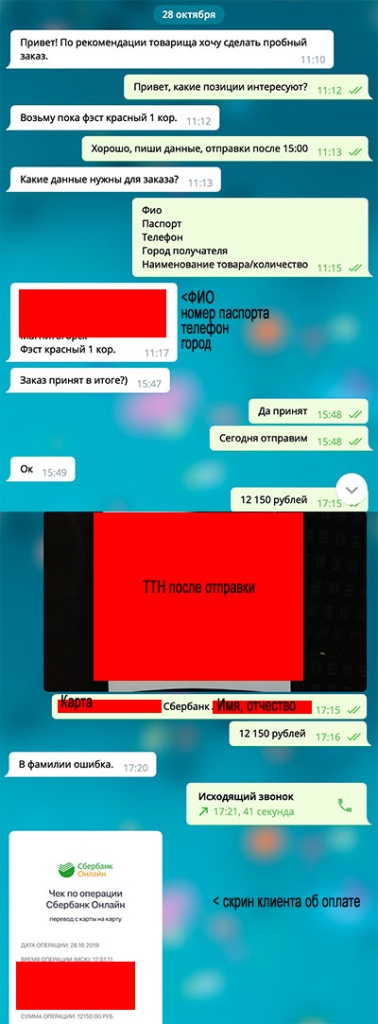 28 октября
Привет! По рекомендации товарища хочу сделать пробный
заказ.
11:10
Привет, какие позиции интересуют? 11:12
Возьму пока фэст красный 1 кор. 11:12
Хорошо, пиши данные, отправки после 15:00 11:13
Какие данные нужны для заказа? 11:13
Фио
Паспорт
Телефон
Город получателя
Наименование товара/количество 11:15
<ФИО
номер паспорта
телефон
город
Магнитогорск
Фэст красный 1 кор. 11:17
Заказ принят в итоге?) 15:47
Да принят 15:48
Сегодня отправим 15:48
Ок 15:49
12 150 рублей 17:15
ТТН после отправки
Карта Сбербанк. Имя, отчество 17:15
12 150 рублей 17:16
В фамилии ошибка. 17:20
Исходящий звонок
17:21, 41 секунда
Сбербанк
Онлайн
Чек по операции
Сбербанк Онлайн
перевод с карты на карту
< скрин клиента об оплате
ДАТА ОПЕРАЦИИ: 28.10.2019
ВРЕМЯ ОПЕРАЦИИ (МСК): 17:51:11
СУММА ОПЕРАЦИИ: 12150.00 РУБ.